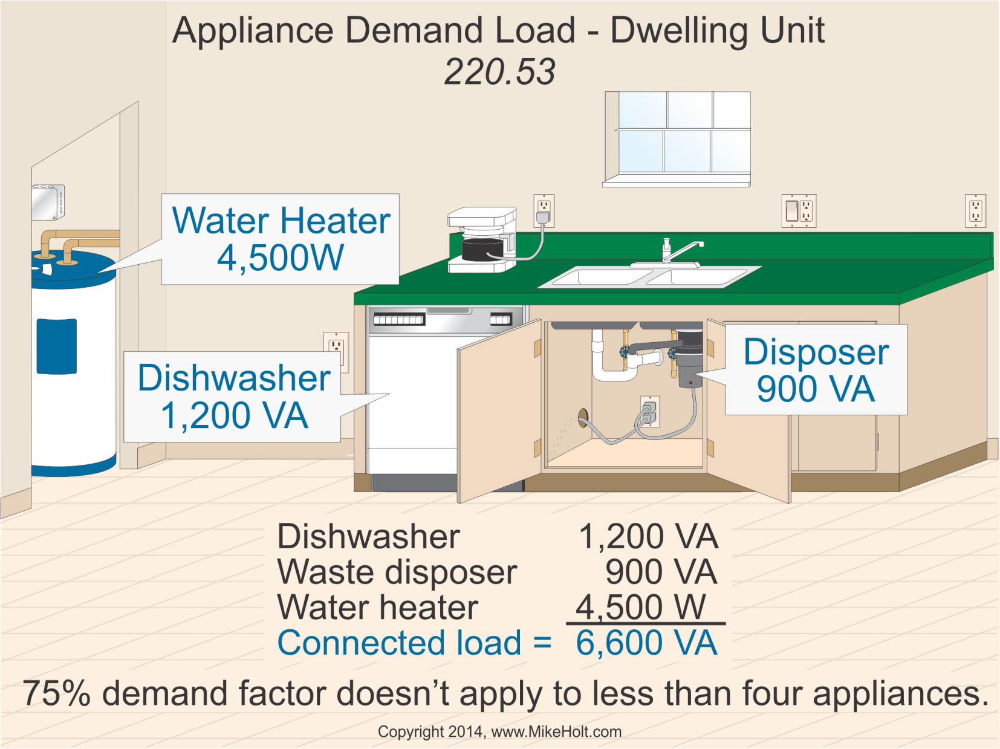 Appliance Demand Load - Dwelling Unit
220.53
Water Heater
4,500W
Dishwasher
1,200 VA
Disposer
900 VA
Dishwasher 1,200 VA
Waste disposer 900 VA
Water heater 4,500 W
Connected load = 6,600 VA
75% demand factor doesn’t apply to less than four appliances.
Copyright 2014, www.MikeHolt.com